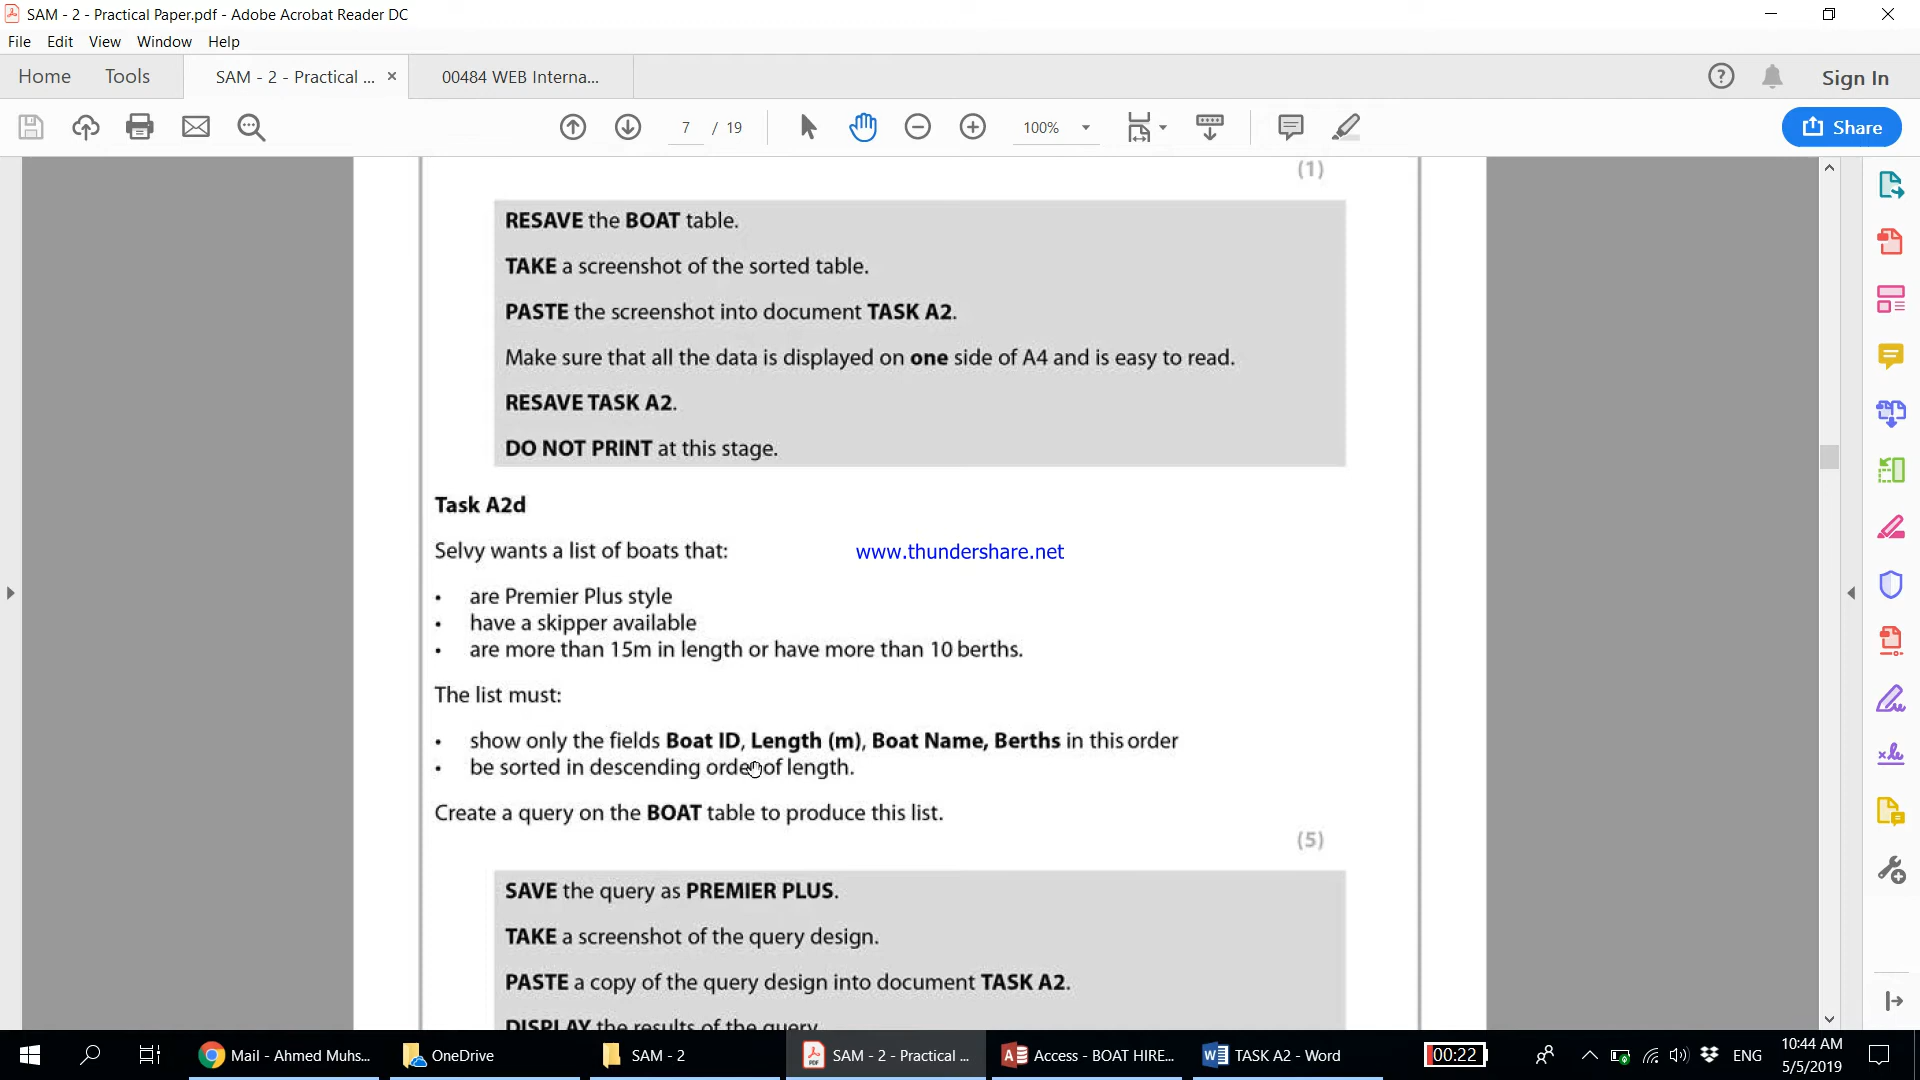 SAM - 2 - Practical Paper.pdf - Adobe Acrobat Reader DC
File Edit View Window Help
Home Tools SAM - 2 - Practical ... × 00484 WEB Interna... Sign In
7 / 19 100% Share
(1)
RESAVE the BOAT table.
TAKE a screenshot of the sorted table.
PASTE the screenshot into document TASK A2.
Make sure that all the data is displayed on one side of A4 and is easy to read.
RESAVE TASK A2.
DO NOT PRINT at this stage.
Task A2d
Selvy wants a list of boats that: www.thundershare.net
• are Premier Plus style
• have a skipper available
• are more than 15m in length or have more than 10 berths.
The list must:
• show only the fields Boat ID, Length (m), Boat Name, Berths in this order
• be sorted in descending order of length.
Create a query on the BOAT table to produce this list.
(5)
SAVE the query as PREMIER PLUS.
TAKE a screenshot of the query design.
PASTE a copy of the query design into document TASK A2.
DISPLAY the results of the query
Mail - Ahmed Muhs... OneDrive SAM - 2 SAM - 2 - Practical ... Access - BOAT HIRE... TASK A2 - Word 00:22 ENG 10:44 AM
5/5/2019